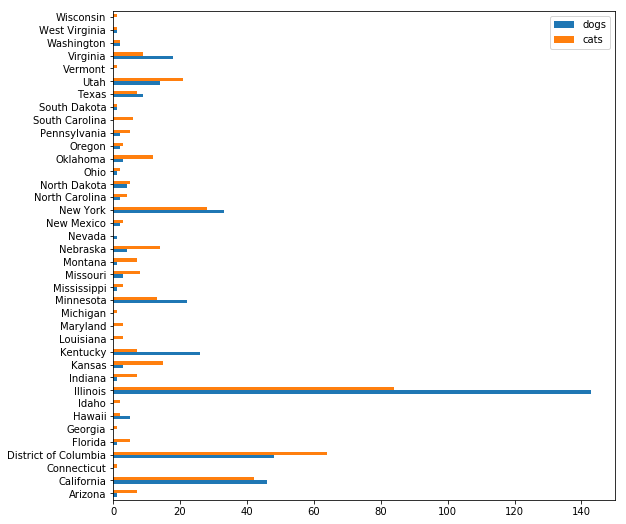 dogs
cats
Wisconsin
West Virginia
Washington
Virginia
Vermont
Utah
Texas
South Dakota
South Carolina
Pennsylvania
Oregon
Oklahoma
Ohio
North Dakota
North Carolina
New York
New Mexico
Nevada
Nebraska
Montana
Missouri
Mississippi
Minnesota
Michigan
Maryland
Louisiana
Kentucky
Kansas
Indiana
Illinois
Idaho
Hawaii
Georgia
Florida
District of Columbia
Connecticut
California
Arizona
0 20 40 60 80 100 120 140